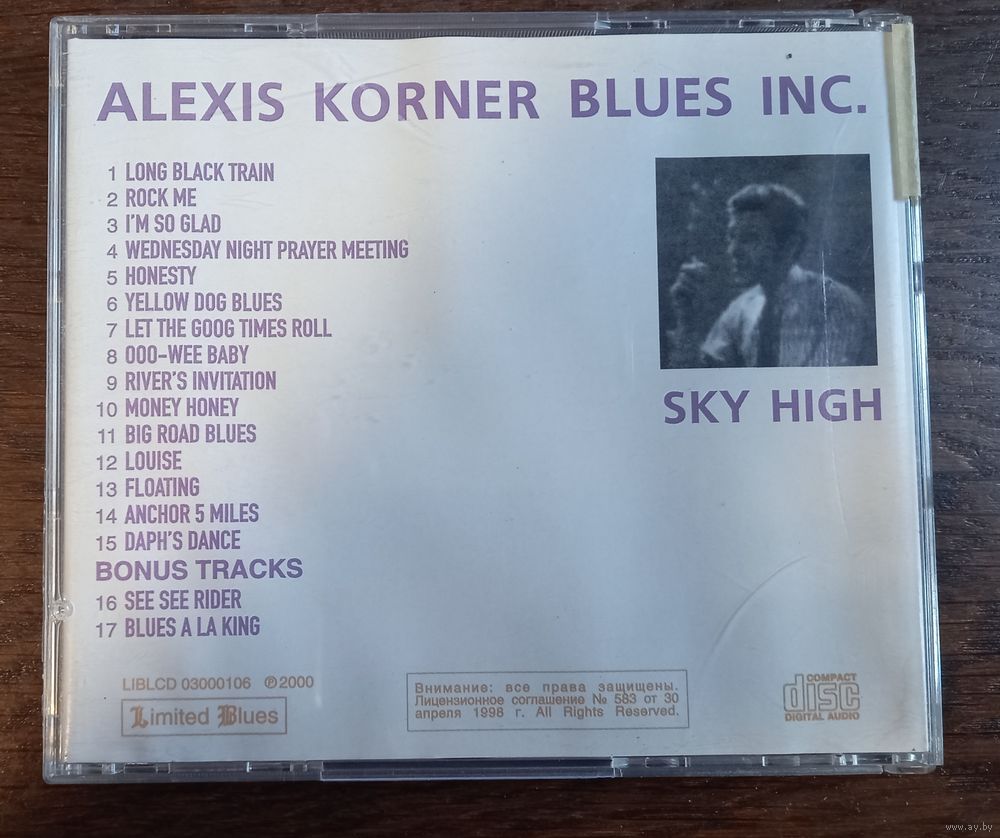 ALEXIS KORNER BLUES INC.
1 LONG BLACK TRAIN
2 ROCK ME
3 I'M SO GLAD
4 WEDNESDAY NIGHT PRAYER MEETING
5 HONESTY
6 YELLOW DOG BLUES
7 LET THE GOOG TIMES ROLL
8 OOO-WEE BABY
9 RIVER'S INVITATION
10 MONEY HONEY
11 BIG ROAD BLUES
12 LOUISE
13 FLOATING
14 ANCHOR 5 MILES
15 DAPH'S DANCE
BONUS TRACKS
16 SEE SEE RIDER
17 BLUES A LA KING
SKY HIGH
LIBLCD 03000106 ℗2000
Limited Blues
Внимание: все права защищены.
Лицензионное соглашение № 583 от 30
апреля 1998 г. All Rights Reserved.
COMPACT
disc
DIGITAL AUDIO
www.ay.by